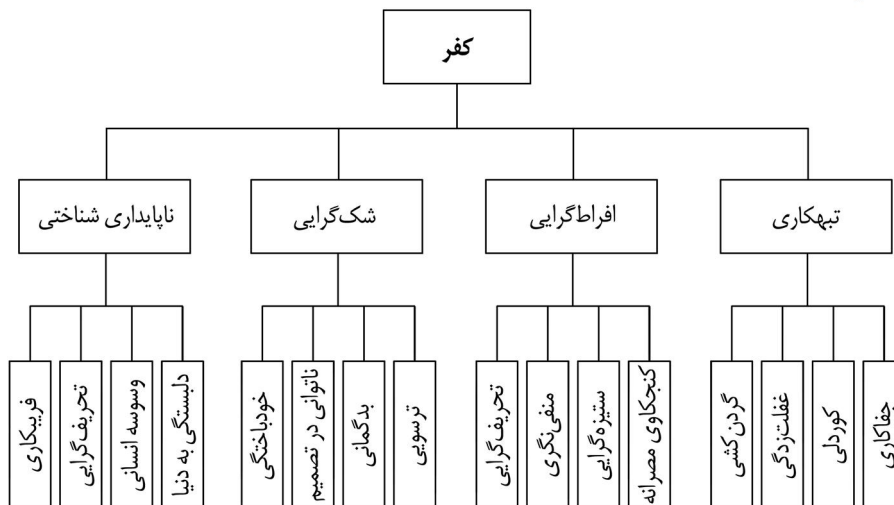 کفر
تبهکاری
افراط‌گرایی
شک‌گرایی
ناپایداری شناختی
جفاکاری
کوردلی
غفلت‌زدگی
گردن‌کشی
کنجکاوی مصرانه
ستیزه‌گرایی
منفی‌نگری
تحریف‌گرایی
ترسویی
بدگمانی
ناتوانی در تصمیم
خودباختگی
دلبستگی به دنیا
وسوسه انسانی
تحریف‌گرایی
فریبکاری